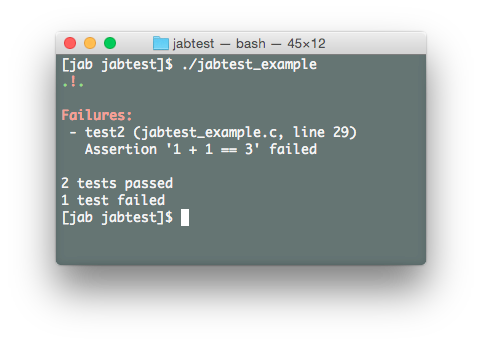 jabtest — bash — 45×12
[jab jabtest]$ ./jabtest_example
.!.
Failures:
- test2 (jabtest_example.c, line 29)
Assertion '1 + 1 == 3' failed
2 tests passed
1 test failed
[jab jabtest]$